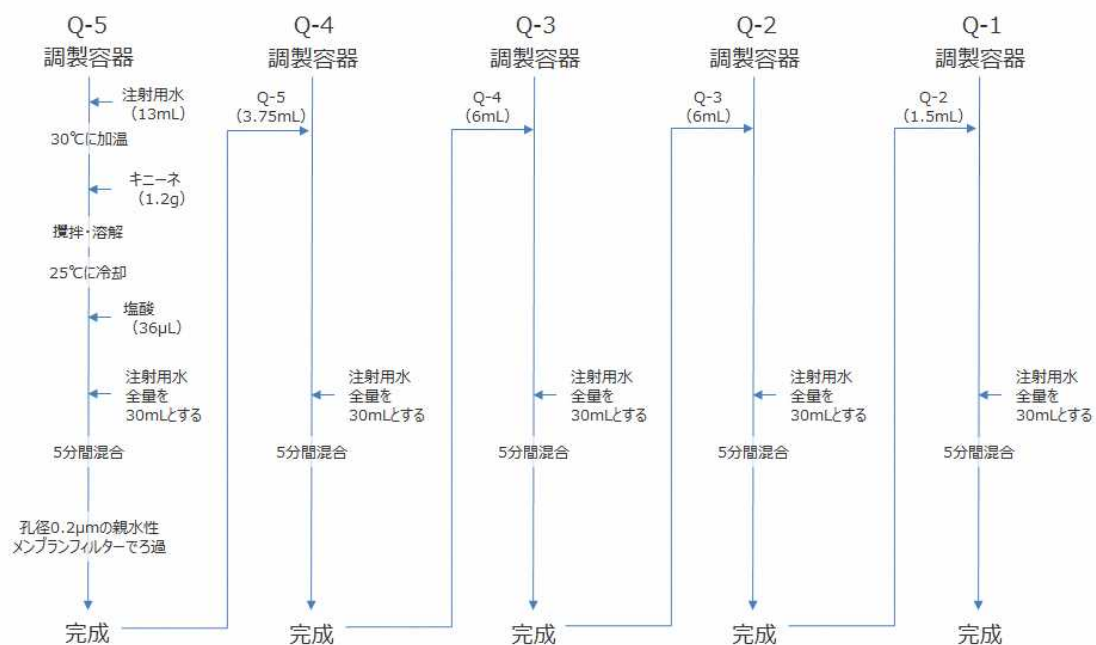 Q-5
調製容器
注射用水
（13mL）
30℃に加温
キニーネ
（1.2g）
攪拌・溶解
25℃に冷却
塩酸
（36μL）
注射用水
全量を
30mLとする
5分間混合
孔径0.2μmの親水性
メンブランフィルターでろ過
完成
Q-4
調製容器
Q-5
（3.75mL）
注射用水
全量を
30mLとする
5分間混合
完成
Q-3
調製容器
Q-4
（6mL）
注射用水
全量を
30mLとする
5分間混合
完成
Q-2
調製容器
Q-3
（6mL）
注射用水
全量を
30mLとする
5分間混合
完成
Q-1
調製容器
Q-2
（1.5mL）
注射用水
全量を
30mLとする
5分間混合
完成